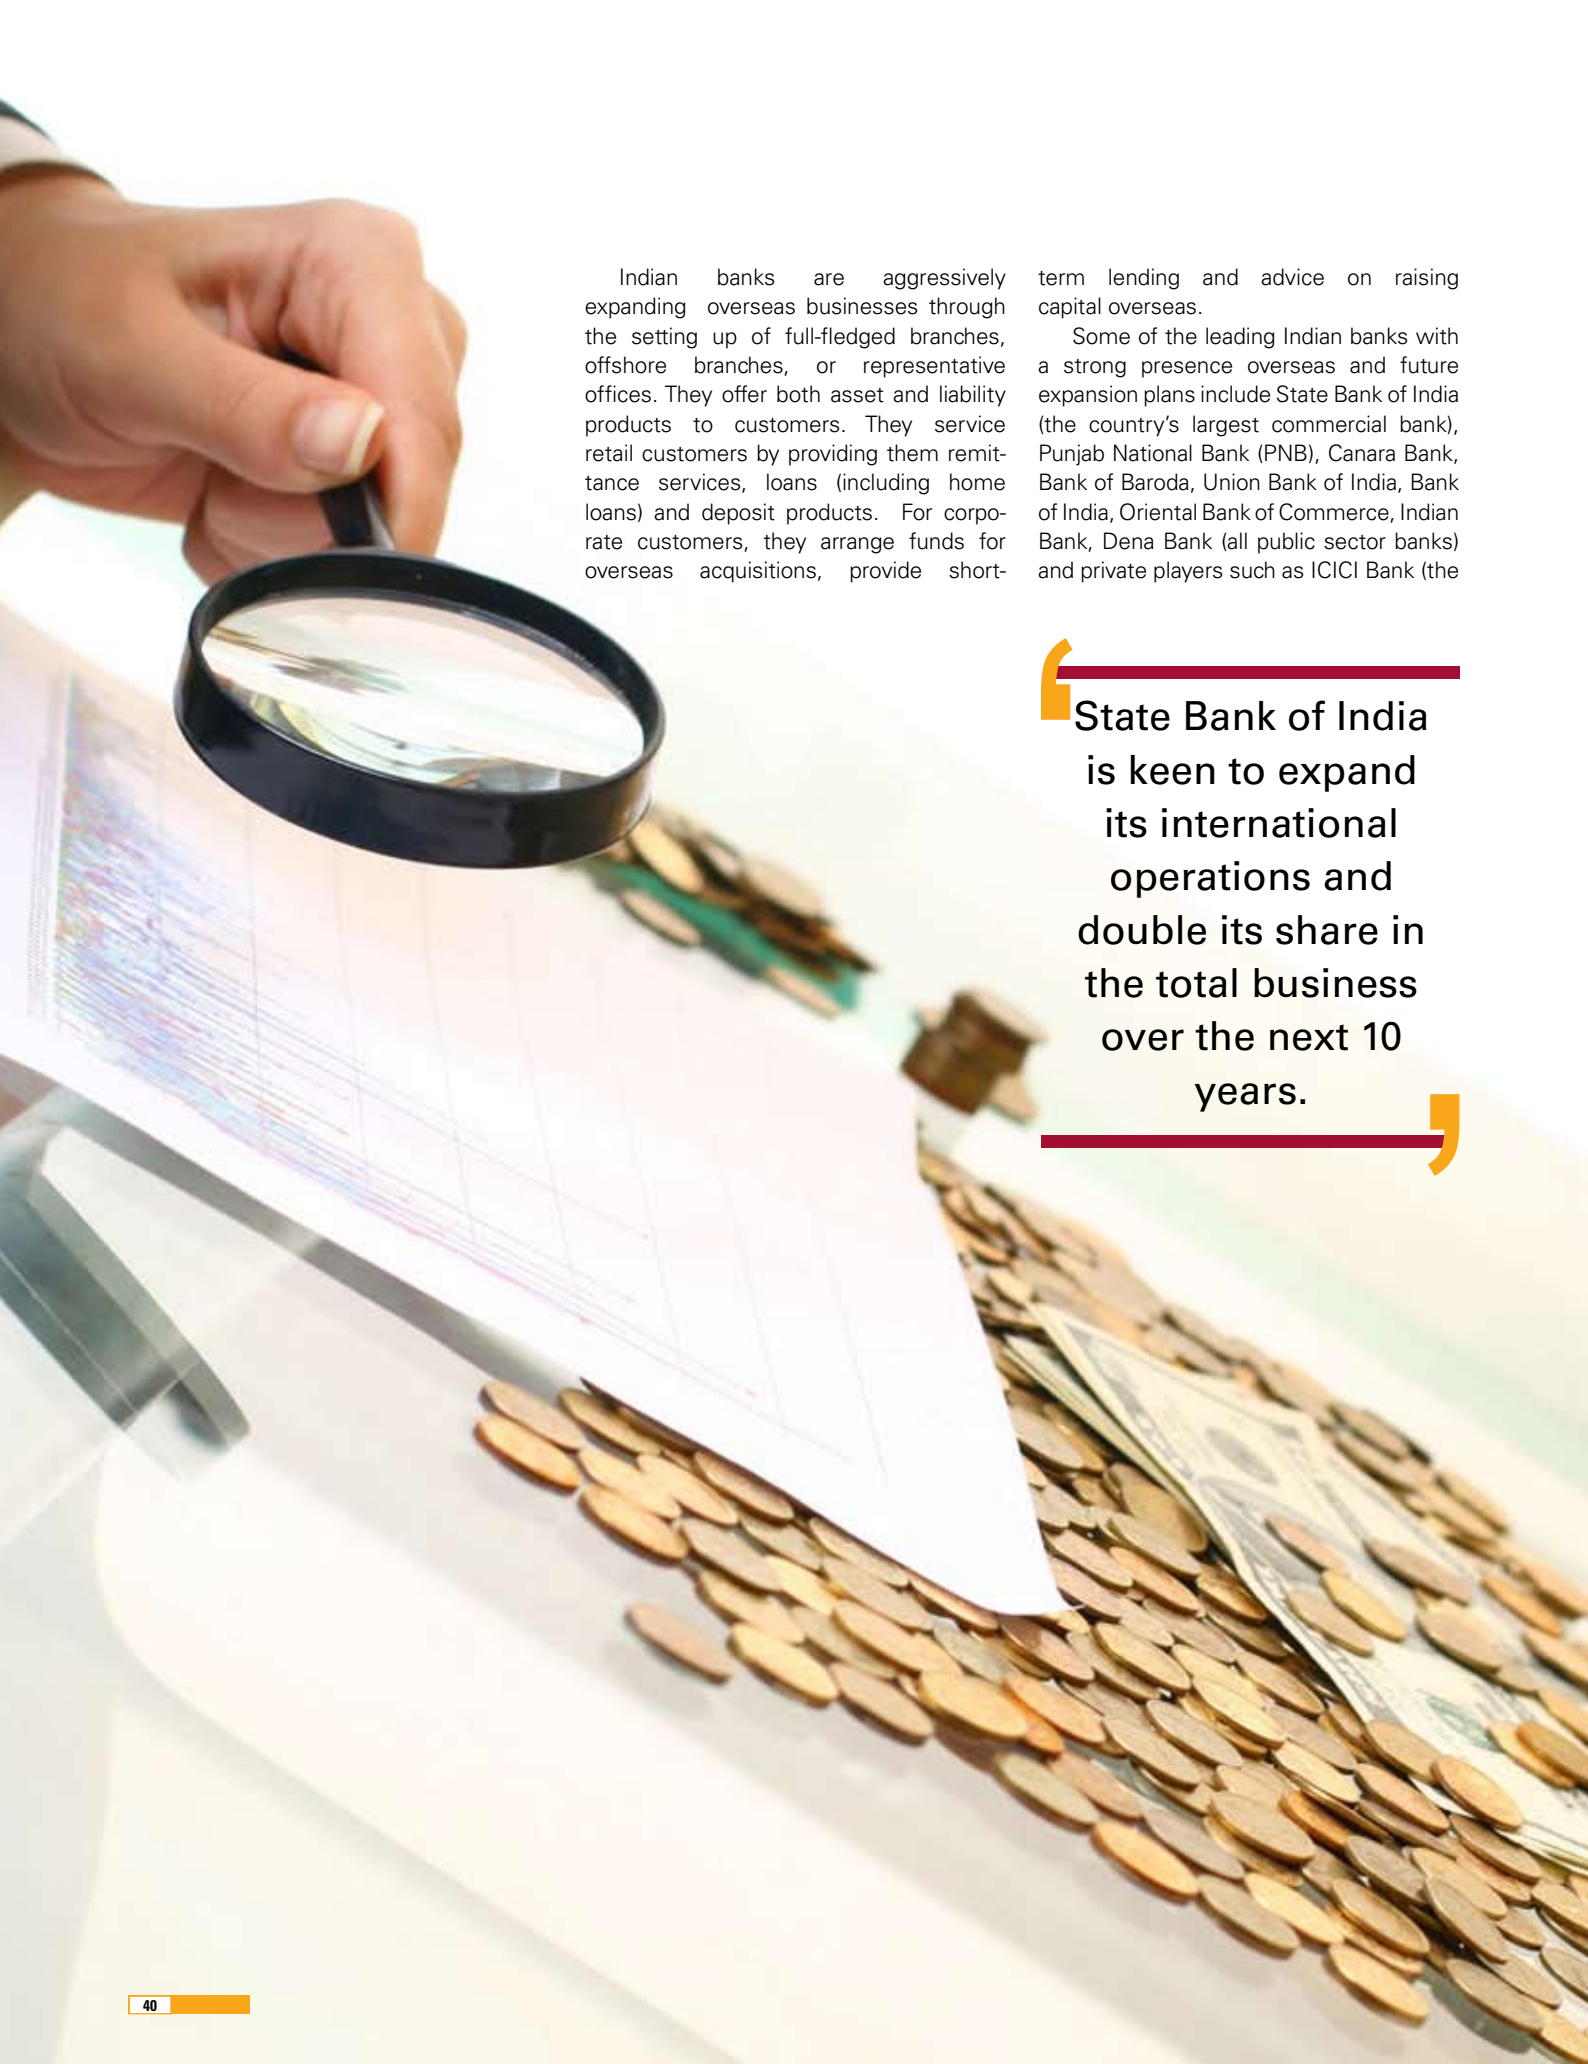 Indian banks are aggressively
expanding overseas businesses through
the setting up of full-fledged branches,
offshore branches, or representative
offices. They offer both asset and liability
products to customers. They service
retail customers by providing them remit-
tance services, loans (including home
loans) and deposit products. For corpo-
rate customers, they arrange funds for
overseas acquisitions, provide short-
term lending and advice on raising
capital overseas.
Some of the leading Indian banks with
a strong presence overseas and future
expansion plans include State Bank of India
(the country's largest commercial bank),
Punjab National Bank (PNB), Canara Bank,
Bank of Baroda, Union Bank of India, Bank
of India, Oriental Bank of Commerce, Indian
Bank, Dena Bank (all public sector banks)
and private players such as ICICI Bank (the
‘State Bank of India
is keen to expand
its international
operations and
double its share in
the total business
over the next 10
years.’
40